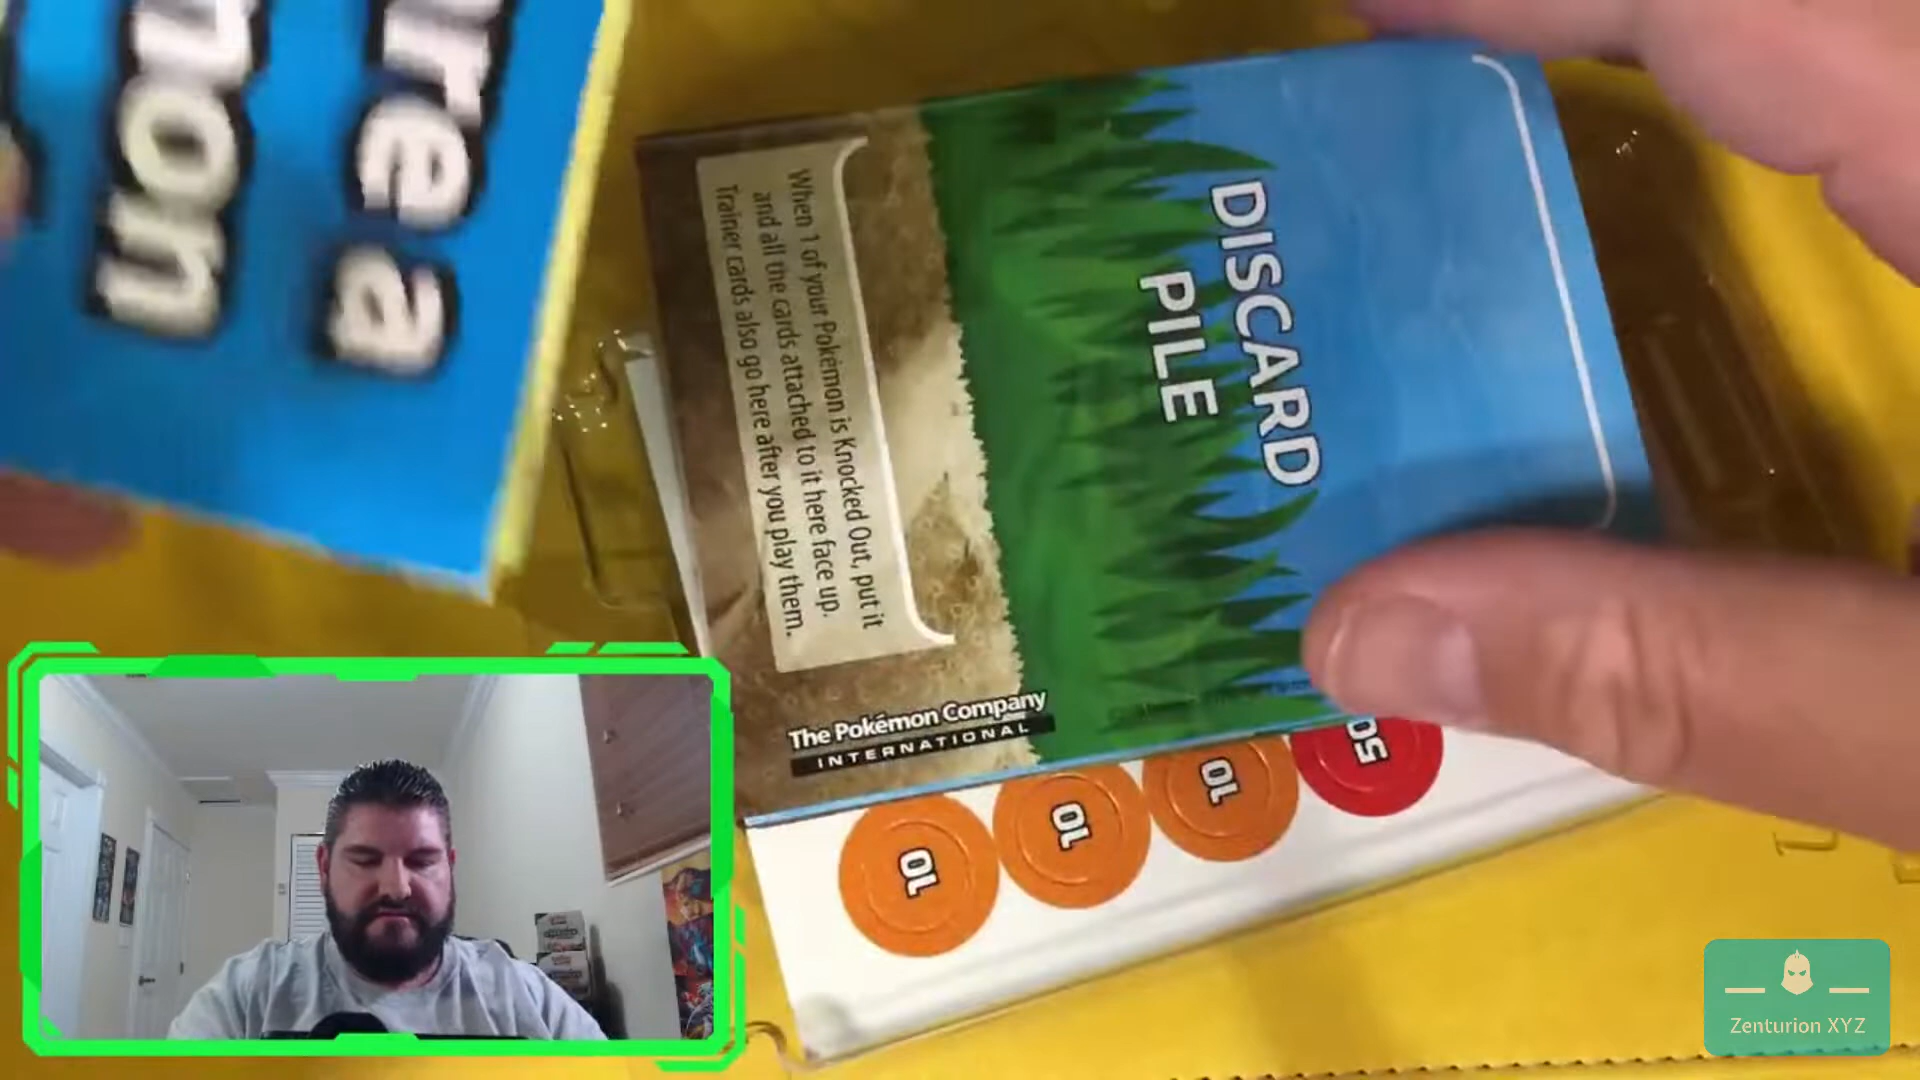 DISCARD
PILE
When 1 of your Pokémon is Knocked Out, put it
and all the cards attached to it here face up.
Trainer cards also go here after you play them.
The Pokémon Company
INTERNATIONAL
10
10
10
50
Zenturion XYZ